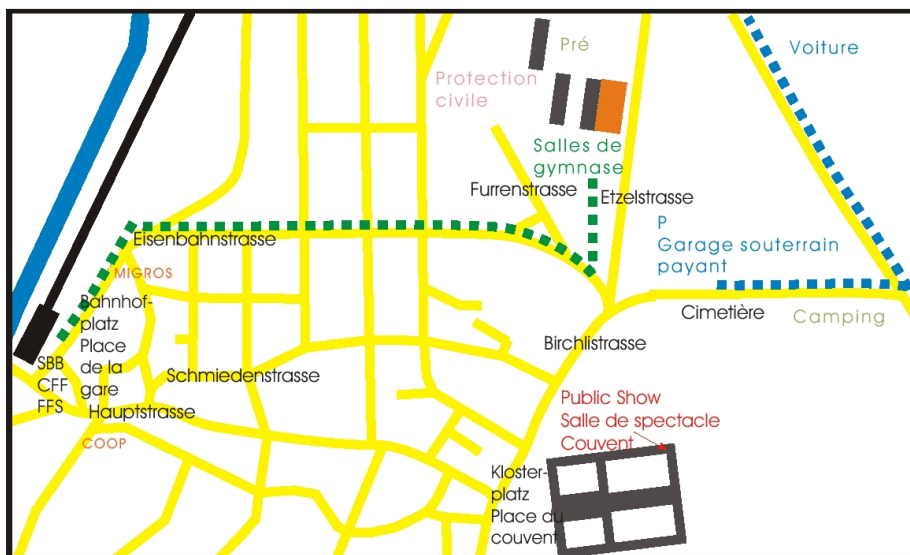 Pré
Voiture
Protection
civile
Salles de
gymnase
Furrenstrasse
Etzelstrasse
P
Garage souterrain
payant
Eisenbahnstrasse
MIGROS
Bahnhof-
platz
Place
de la
gare
SBB
CFF
FFS
Hauptstrasse
Schmiedenstrasse
COOP
Cimetière
Camping
Birchlistrasse
Public Show
Salle de spectacle
Couvent
Kloster-
platz
Place du
couvent